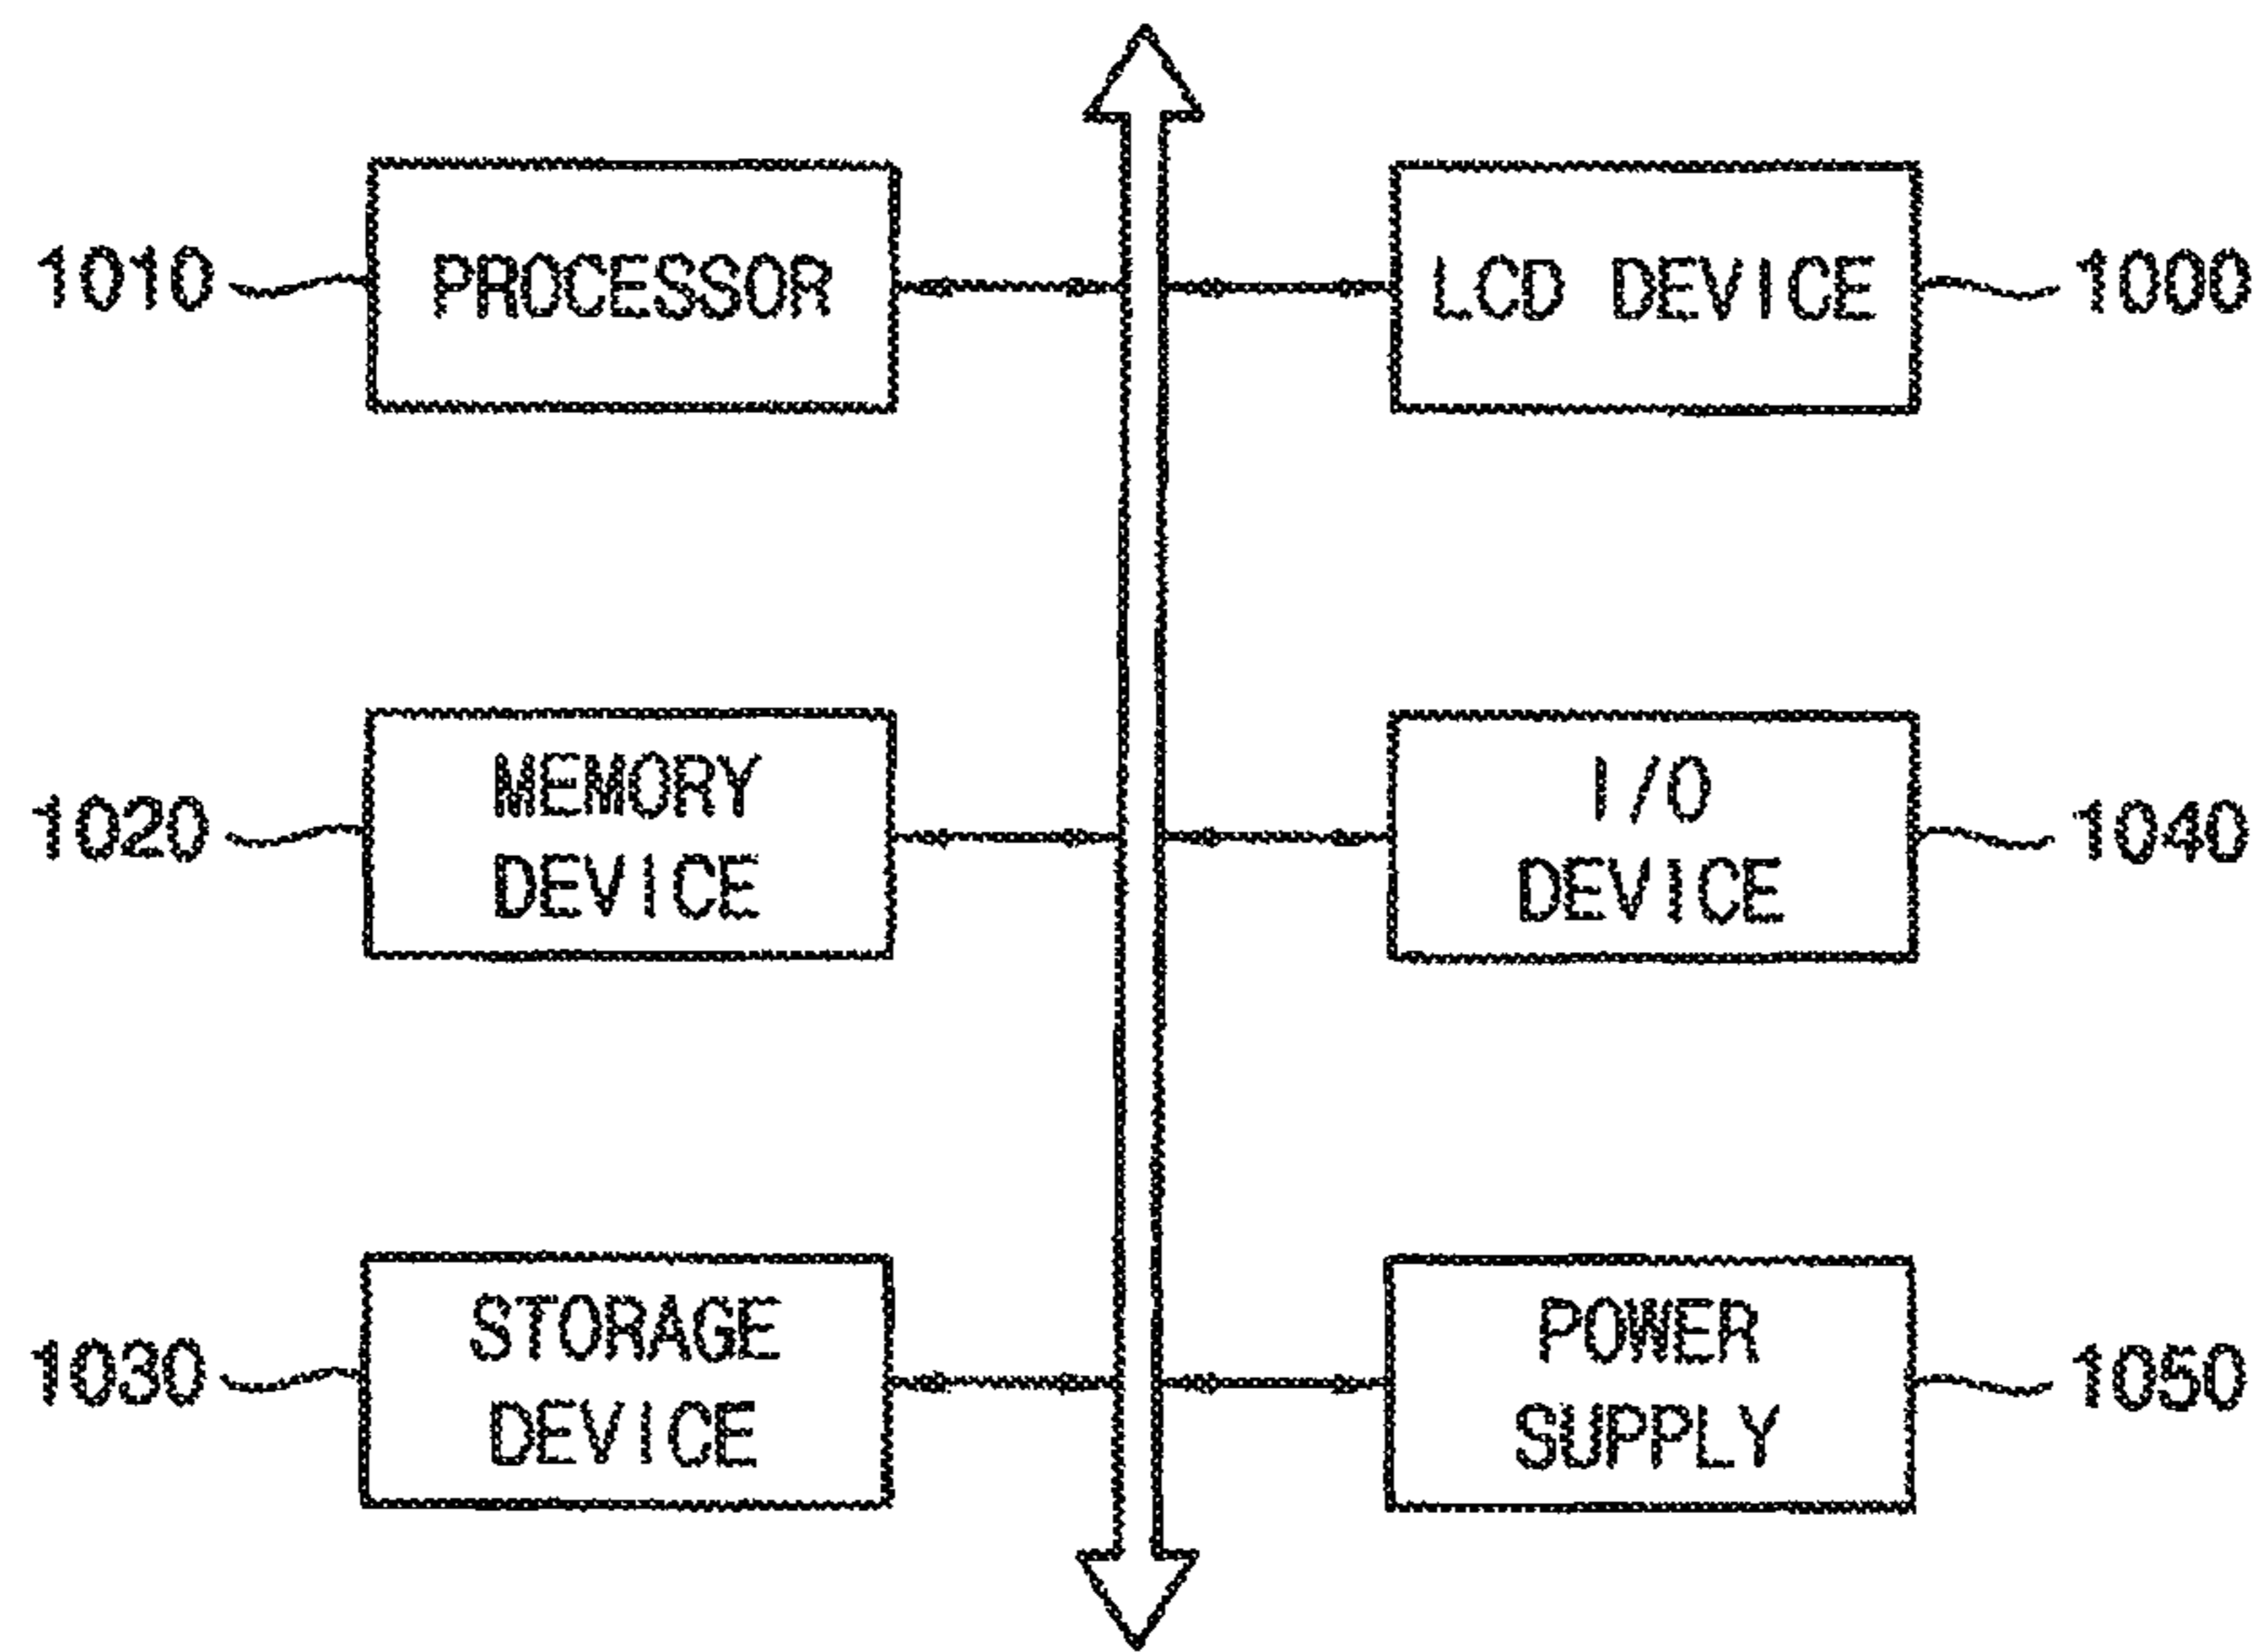 1010
PROCESSOR
LCD DEVICE
1000
1020
MEMORY
DEVICE
I/O
DEVICE
1040
1030
STORAGE
DEVICE
POWER
SUPPLY
1050